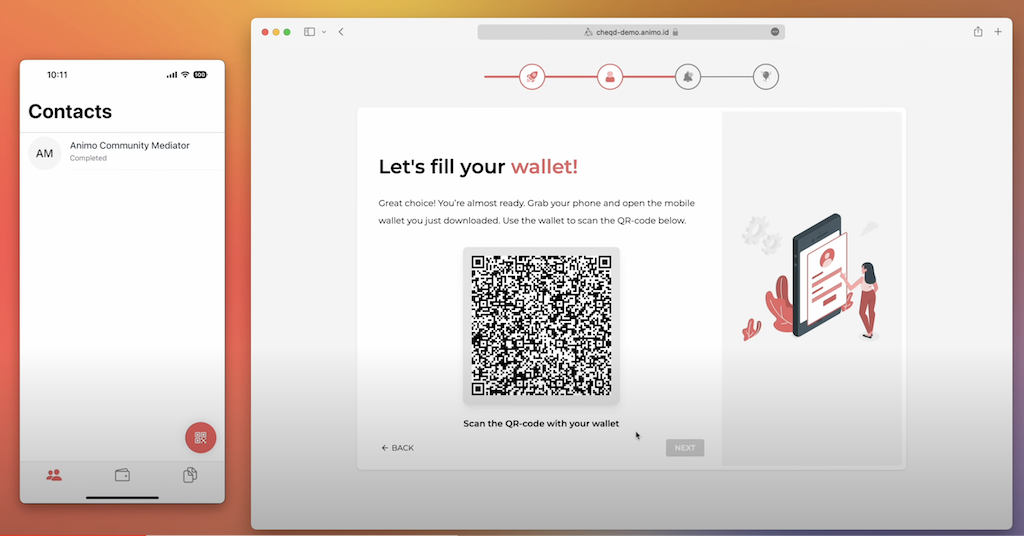 10:11
100
Contacts
AM
Animo Community Mediator
Completed
cheqd-demo.animo.id
Let's fill your wallet!
Great choice! You're almost ready. Grab your phone and open the mobile
wallet you just downloaded. Use the wallet to scan the QR-code below.
Scan the QR-code with your wallet
← BACK
NEXT